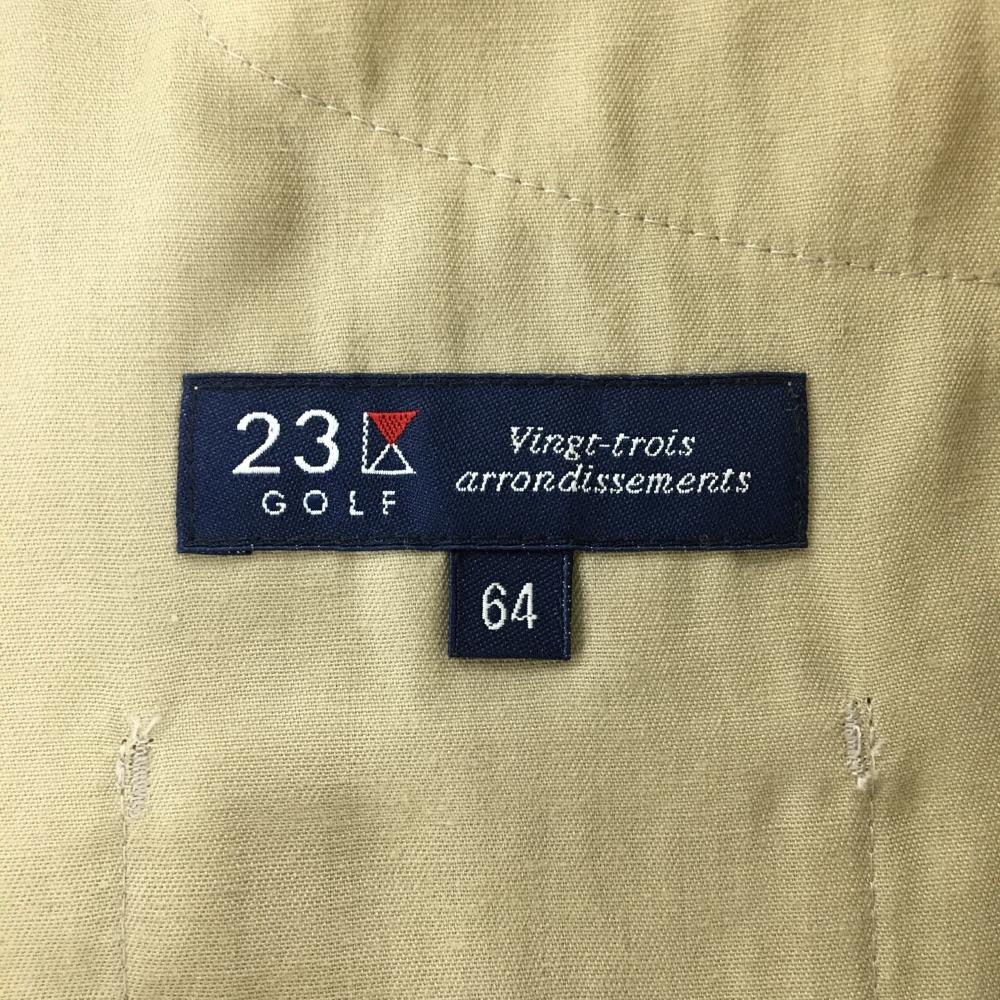 23
GOLF
Vingt-trois
arrondissements
64